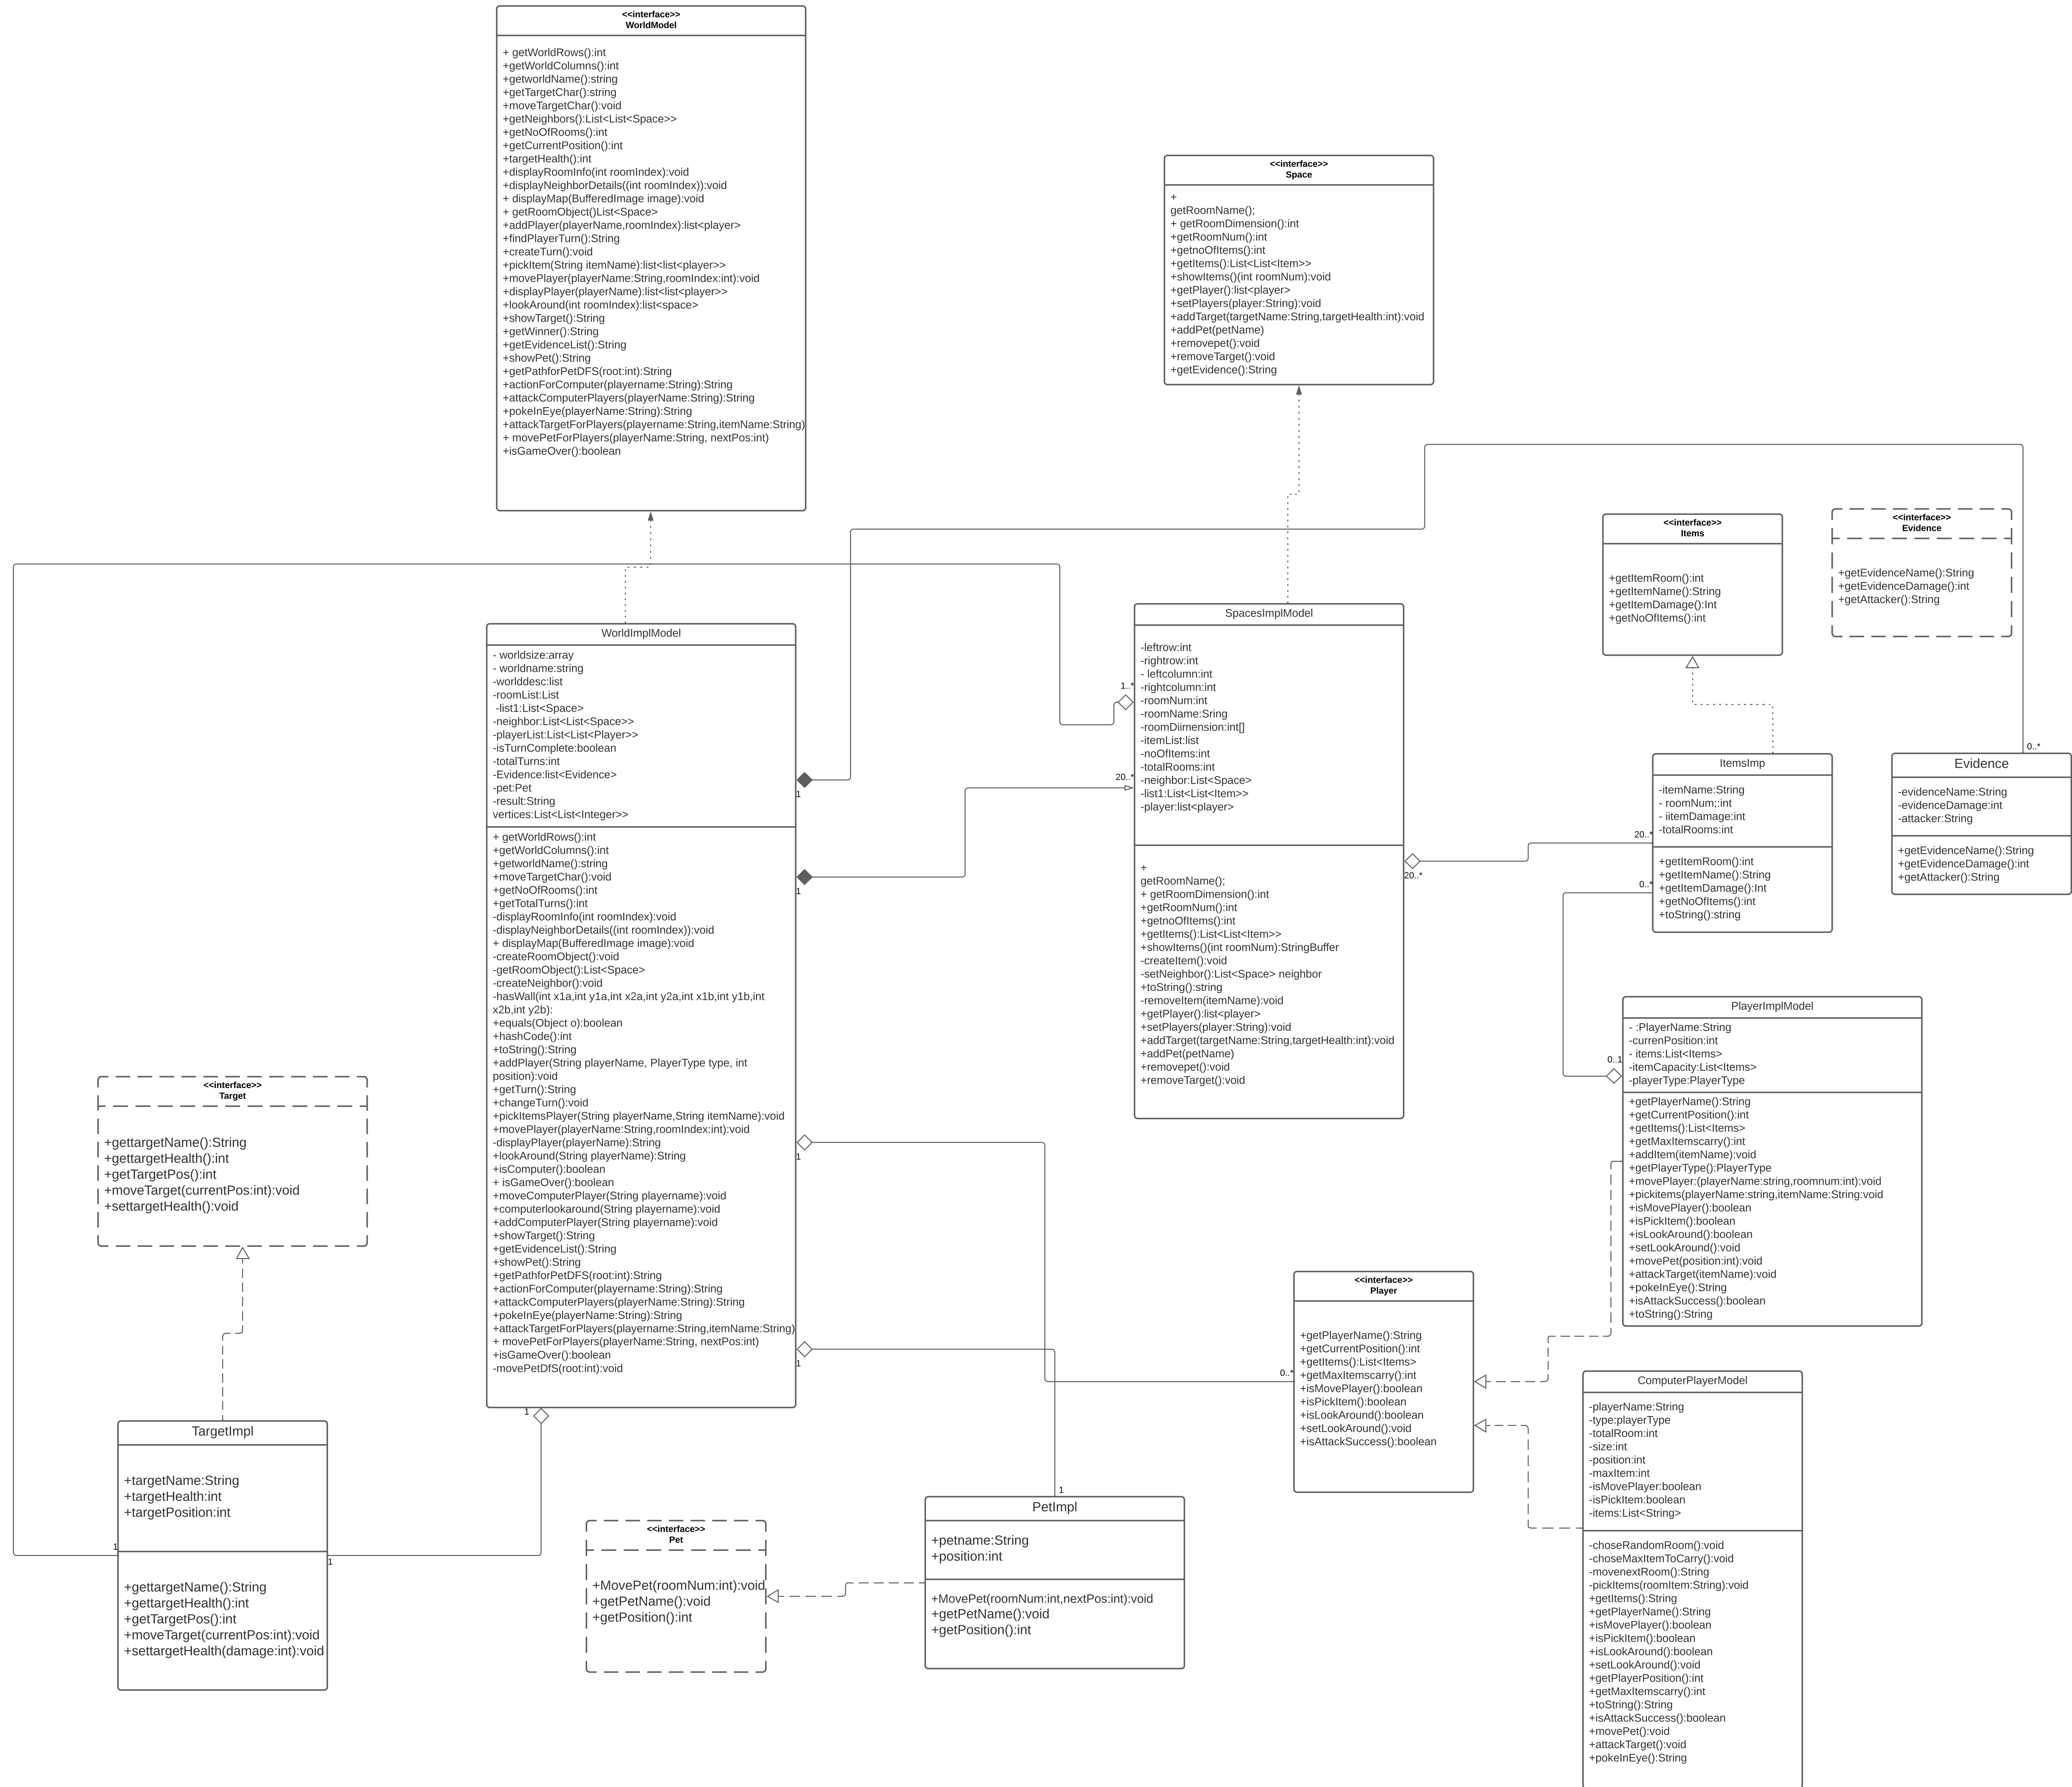 <<interface>>
WorldModel
+ getWorldRows():int
+getWorldColumns():int
+getworldName():string
+getTargetChar():string
+moveTargetChar():void
+getNeighbors():List<List<Space>>
+getNoOfRooms():int
+getCurrentPosition():int
+targetHealth():int
+displayRoomInfo(int roomIndex):void
+displayNeighborDetails((int roomIndex)):void
+ displayMap(BufferedImage image):void
+ getRoomObject()List<Space>
+addPlayer(playerName,roomIndex):list<player>
+findPlayerTurn():String
+createTurn():void
+pickItem(String itemName):list<list<player>>
+movePlayer(playerName:String,roomIndex:int):void
+displayPlayer(playerName):list<list<player>>
+lookAround(int roomIndex):list<space>
+showTarget():String
+getWinner():String
+getEvidenceList():String
+showPet():String
+getPathforPetDFS(root:int):String
+actionForComputer(playername:String):String
+attackComputerPlayers(playerName:String):String
+pokeInEye(playerName:String):String
+attackTargetForPlayers(playername:String,itemName:String)
+ movePetForPlayers(playerName:String, nextPos:int)
+isGameOver():boolean
<<interface>>
Space
+
getRoomName();
+ getRoomDimension():int
+getRoomNum():int
+getnoOfItems():int
+getItems():List<List<Item>>
+showItems()(int roomNum):void
+getPlayer():list<player>
+setPlayers(player:String):void
+addTarget(targetName:String,targetHealth:int):void
+addPet(petName)
+removepet():void
+removeTarget():void
+getEvidence():String
<<interface>>
Items
+getItemRoom():int
+getItemName():String
+getItemDamage():Int
+getNoOfItems():int
<<interface>>
Evidence
+getEvidenceName():String
+getEvidenceDamage():int
+getAttacker():String
WorldImplModel
- worldsize:array
- worldname:string
-worlddesc:list
-roomList:List
-list1:List<Space>
-neighbor:List<List<Space>>
-playerList:List<List<Player>>
-isTurnComplete:boolean
-totalTurns:int
-Evidence:list<Evidence>
-pet:Pet
-result:String
vertices:List<List<Integer>>
+ getWorldRows():int
+getWorldColumns():int
+getworldName():string
+moveTargetChar():void
+getNoOfRooms():int
+getTotalTurns():int
-displayRoomInfo(int roomIndex):void
-displayNeighborDetails((int roomIndex)):void
+ displayMap(BufferedImage image):void
-createRoomObject():void
-getRoomObject():List<Space>
-createNeighbor():void
-hasWall(int x1a,int y1a,int x2a,int y2a,int x1b,int y1b,int
x2b,int y2b):
+equals(Object o):boolean
+hashCode():int
+toString():String
+addPlayer(String playerName, PlayerType type, int
position):void
+getTurn():String
+changeTurn():void
+pickItemsPlayer(String playerName,String itemName):void
+movePlayer(playerName:String,roomIndex:int):void
-displayPlayer(playerName):String
+lookAround(String playerName):String
+isComputer():boolean
+ isGameOver():boolean
+moveComputerPlayer(String playername):void
+computerlookaround(String playername):void
+addComputerPlayer(String playername):void
+showTarget():String
+getEvidenceList():String
+showPet():String
+getPathforPetDFS(root:int):String
+actionForComputer(playername:String):String
+attackComputerPlayers(playerName:String):String
+pokeInEye(playerName:String):String
+attackTargetForPlayers(playername:String,itemName:String)
+ movePetForPlayers(playerName:String, nextPos:int)
+isGameOver():boolean
-movePetDfS(root:int):void
1
1
1
1
1
SpacesImplModel
-leftrow:int
-rightrow:int
- leftcolumn:int
-rightcolumn:int
-roomNum:int
-roomName:Sring
-roomDiimension:int[]
-itemList:list
-noOfItems:int
-totalRooms:int
-neighbor:List<Space>
-list1:List<List<Item>>
-player:list<player>
+
getRoomName();
+ getRoomDimension():int
+getRoomNum():int
+getnoOfItems():int
+getItems():List<List<Item>>
+showItems()(int roomNum):StringBuffer
-createItem():void
-setNeighbor():List<Space> neighbor
+toString():string
-removeItem(itemName):void
+getPlayer():list<player>
+setPlayers(player:String):void
+addTarget(targetName:String,targetHealth:int):void
+addPet(petName)
+removepet():void
+removeTarget():void
1..*
20..*
20..*
ItemsImp
-itemName:String
- roomNum;:int
- iitemDamage:int
-totalRooms:int
+getItemRoom():int
+getItemName():String
+getItemDamage():Int
+getNoOfItems():int
+toString():string
20..*
0..*
Evidence
-evidenceName:String
-evidenceDamage:int
-attacker:String
+getEvidenceName():String
+getEvidenceDamage():int
+getAttacker():String
0..*
PlayerImplModel
- :PlayerName:String
-currenPosition:int
- items:List<Items>
-itemCapacity:List<Items>
-playerType:PlayerType
+getPlayerName():String
+getCurrentPosition():int
+getItems():List<Items>
+getMaxItemscarry():int
+addItem(itemName):void
+getPlayerType():PlayerType
+movePlayer:(playerName:string,roomnum:int):void
+pickitems(playerName:string,itemName:String:void
+isMovePlayer():boolean
+isPickItem():boolean
+isLookAround():boolean
+setLookAround():void
+movePet(position:int):void
+attackTarget(itemName):void
+pokeInEye():String
+isAttackSuccess():boolean
+toString():String
0..1
<<interface>>
Target
+gettargetName():String
+gettargetHealth():int
+getTargetPos():int
+moveTarget(currentPos:int):void
+settargetHealth():void
TargetImpl
+targetName:String
+targetHealth:int
+targetPosition:int
+gettargetName():String
+gettargetHealth():int
+getTargetPos():int
+moveTarget(currentPos:int):void
+settargetHealth(damage:int):void
1
1
<<interface>>
Pet
+MovePet(roomNum:int):void
+getPetName():void
+getPosition():int
PetImpl
+petname:String
+position:int
+MovePet(roomNum:int,nextPos:int):void
+getPetName():void
+getPosition():int
1
<<interface>>
Player
+getPlayerName():String
+getCurrentPosition():int
+getItems():List<Items>
+getMaxItemscarry():int
+isMovePlayer():boolean
+isPickItem():boolean
+isLookAround():boolean
+setLookAround():void
+isAttackSuccess():boolean
0..*
ComputerPlayerModel
-playerName:String
-type:playerType
-totalRoom:int
-size:int
-position:int
-maxItem:int
-isMovePlayer:boolean
-isPickItem:boolean
-items:List<String>
-choseRandomRoom():void
-choseMaxItemToCarry():void
-movenextRoom():String
-pickItems(roomItem:String):void
+getItems():String
+getPlayerName():String
+isMovePlayer():boolean
+isPickItem():boolean
+isLookAround():boolean
+setLookAround():void
+getPlayerPosition():int
+getMaxItemscarry():int
+toString():String
+isAttackSuccess():boolean
+movePet():void
+attackTarget():void
+pokeInEye():String